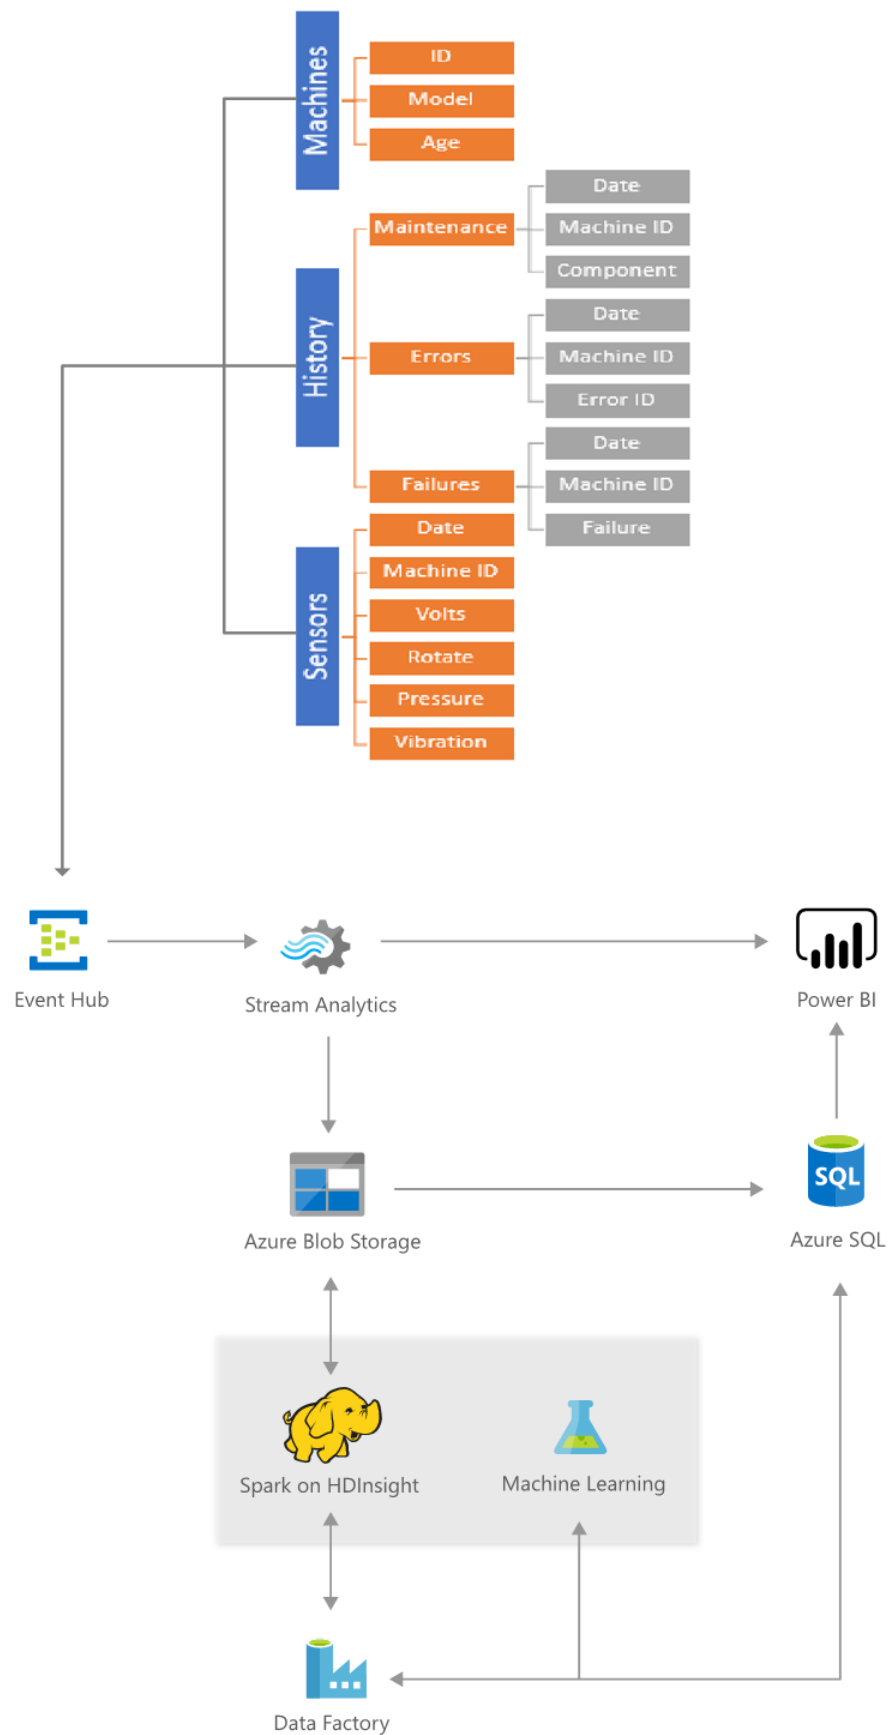 Machines
ID
Model
Age
History
Maintenance
Date
Machine ID
Component
Errors
Date
Machine ID
Error ID
Failures
Date
Machine ID
Failure
Sensors
Date
Machine ID
Volts
Rotate
Pressure
Vibration
Event Hub
Stream Analytics
Power BI
Azure Blob Storage
SQL
Azure SQL
Spark on HDInsight
Machine Learning
Data Factory